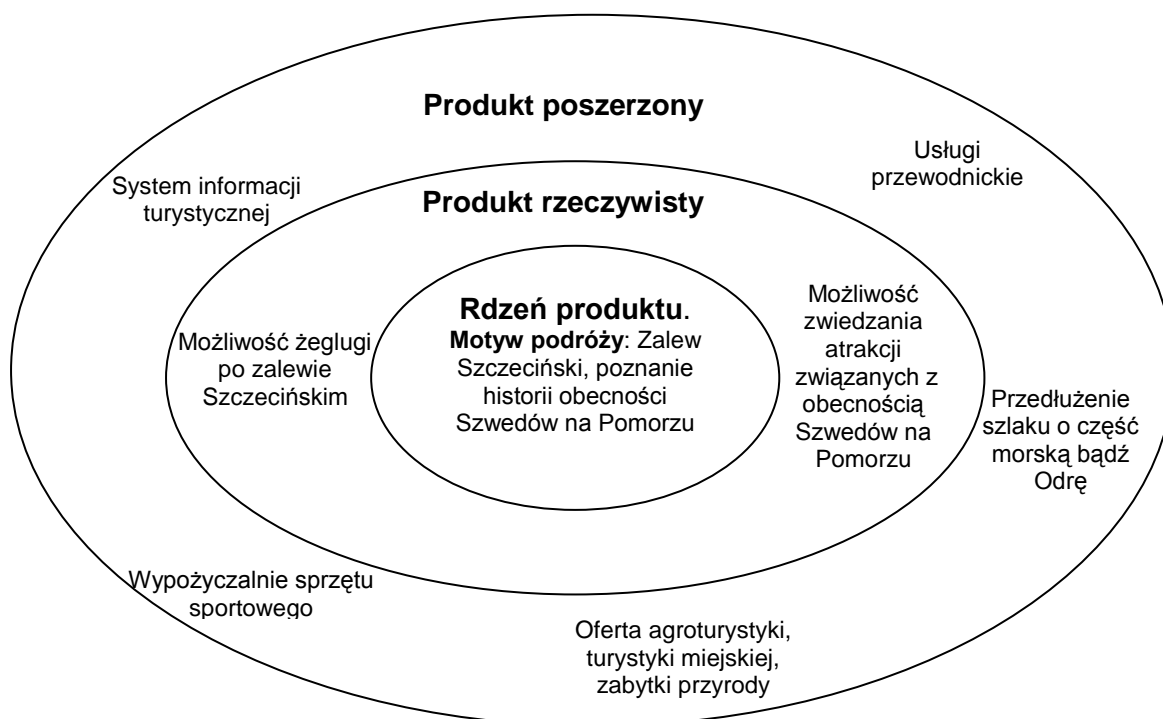 Produkt poszerzony
Usługi
przewodnickie
System informacji
turystycznej
Produkt rzeczywisty
Rdzeń produktu.
Motyw podróży: Zalew
Szczeciński, poznanie
historii obecności
Szwedów na Pomorzu
Możliwość żeglugi
po zalewie
Szczecińskim
Możliwość
zwiedzania
atrakcji
związanych z
obecnością
Szwedów na
Pomorzu
Przedłużenie
szlaku o część
morską bądź
Odrę
Wypożyczalnie sprzętu
sportowego
Oferta agroturystyki,
turystyki miejskiej,
zabytki przyrody